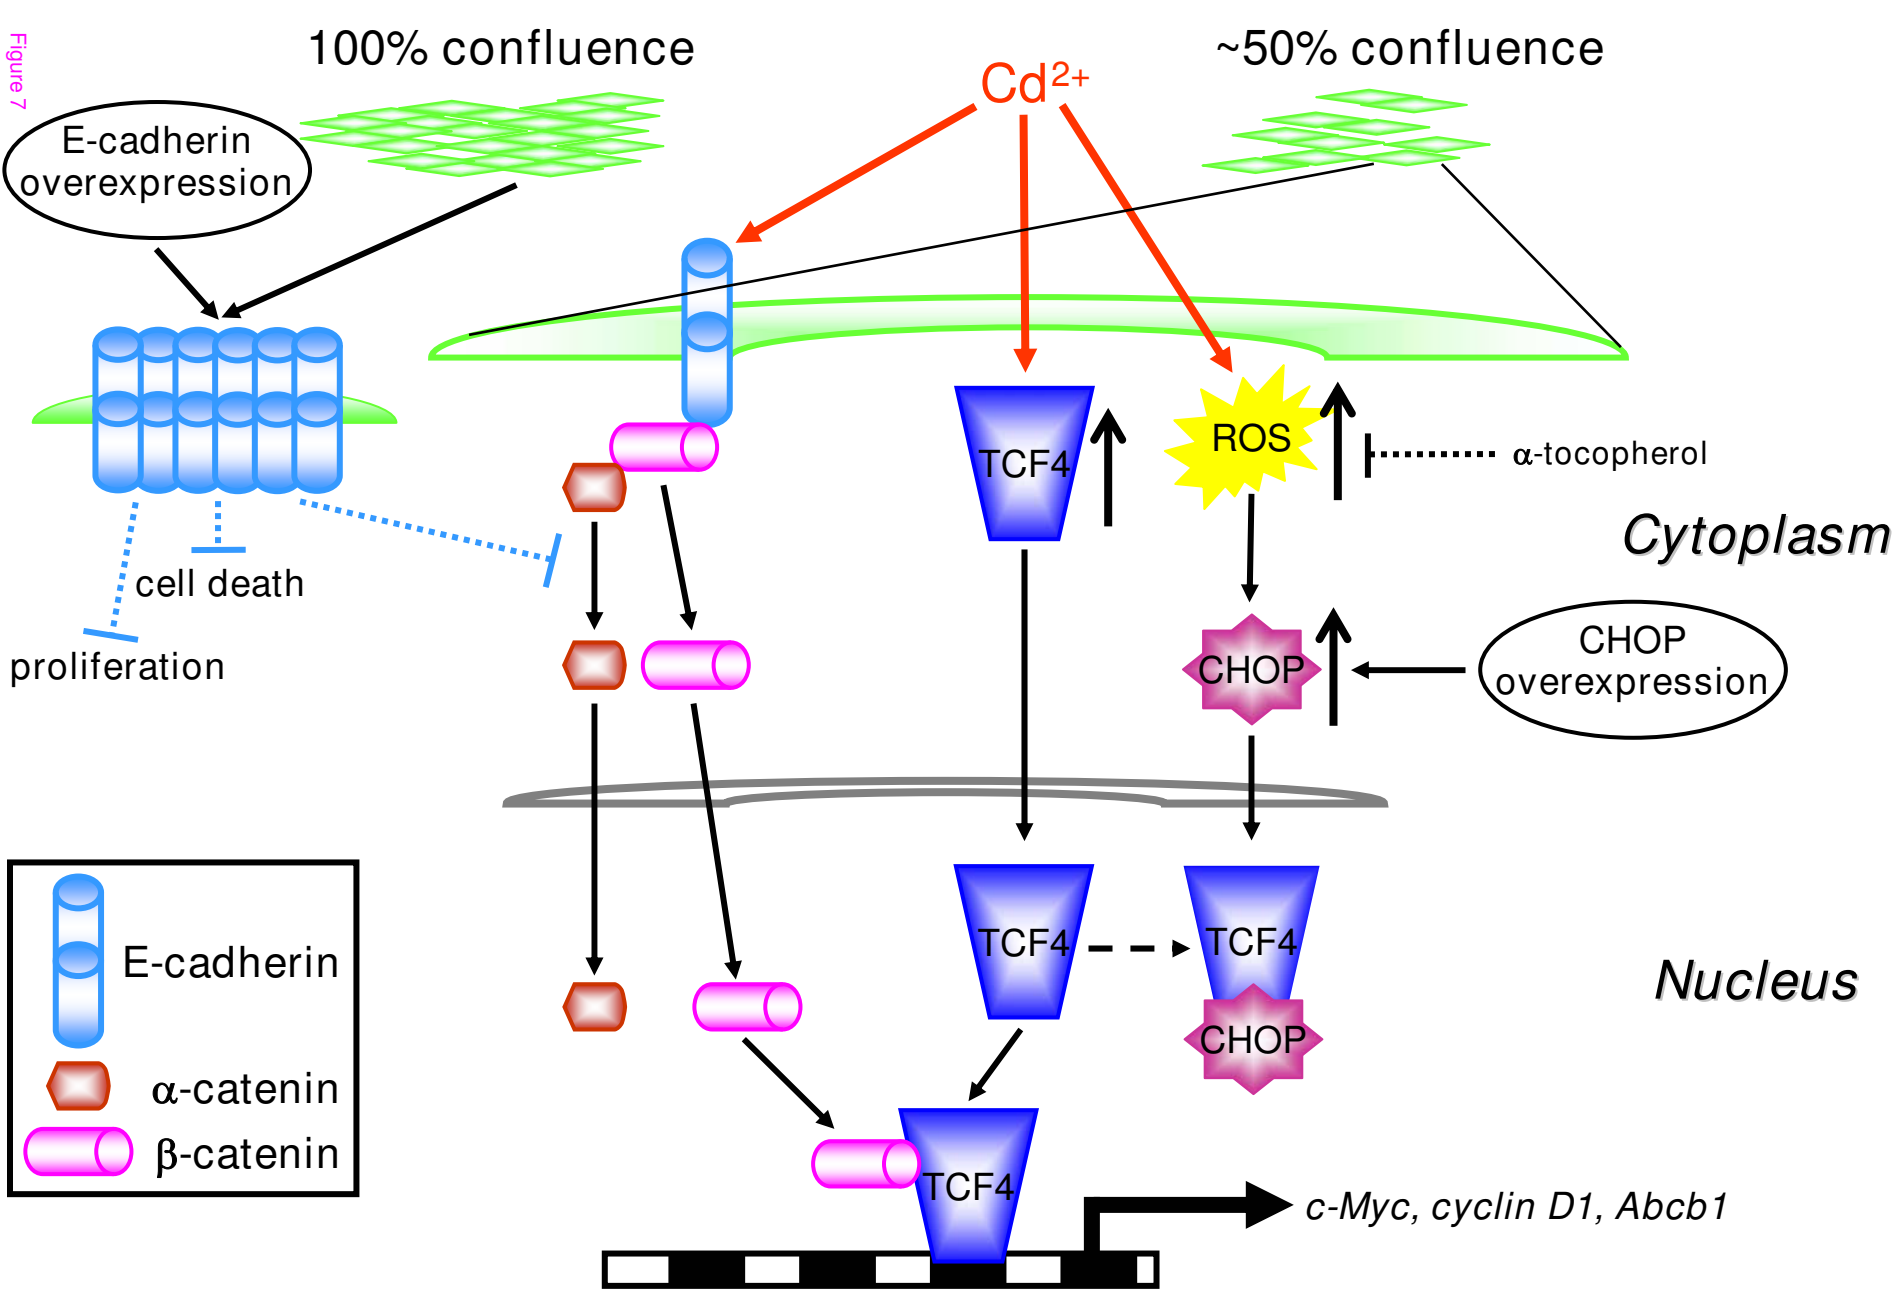 Figure 7
100% confluence
~50% confluence
Cd2+
E-cadherin
overexpression
TCF4
ROS
α-tocopherol
Cytoplasm
cell death
proliferation
CHOP
CHOP
overexpression
E-cadherin
α-catenin
β-catenin
TCF4
TCF4
CHOP
Nucleus
TCF4
c-Myc, cyclin D1, Abcb1